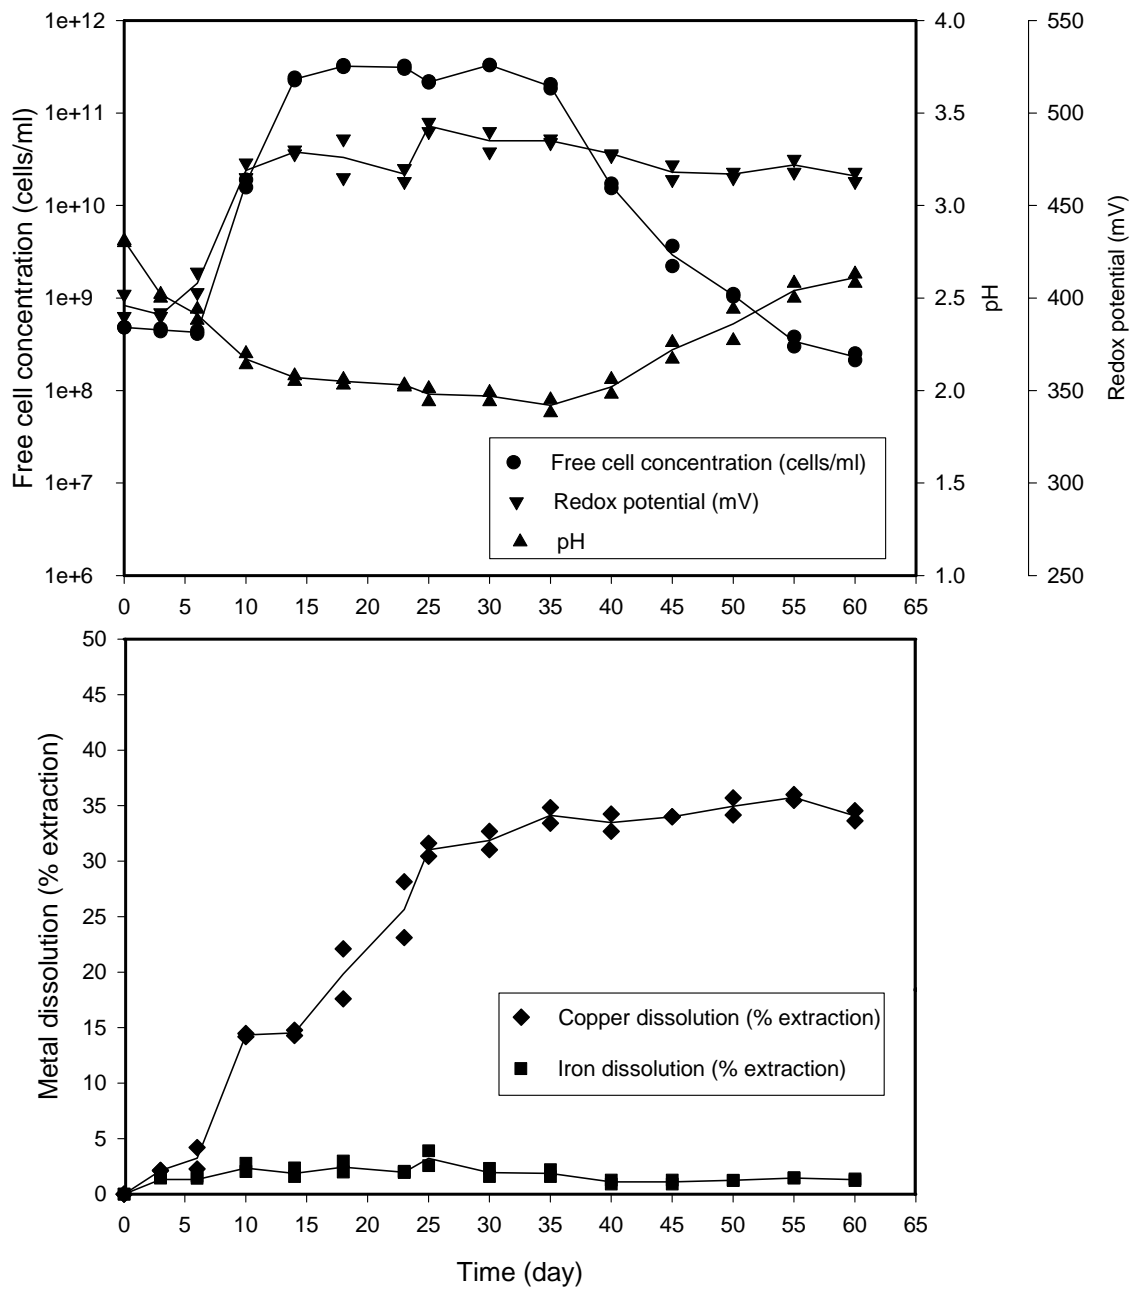 1e+12
1e+11
1e+10
1e+9
1e+8
1e+7
1e+6
Free cell concentration (cells/ml)
4.0
3.5
3.0
2.5
2.0
1.5
1.0
pH
550
500
450
400
350
300
250
Redox potential (mV)
Free cell concentration (cells/ml)
Redox potential (mV)
pH
0 5 10 15 20 25 30 35 40 45 50 55 60 65
50
45
40
35
30
25
20
15
10
5
0
Metal dissolution (% extraction)
Copper dissolution (% extraction)
Iron dissolution (% extraction)
0 5 10 15 20 25 30 35 40 45 50 55 60 65
Time (day)